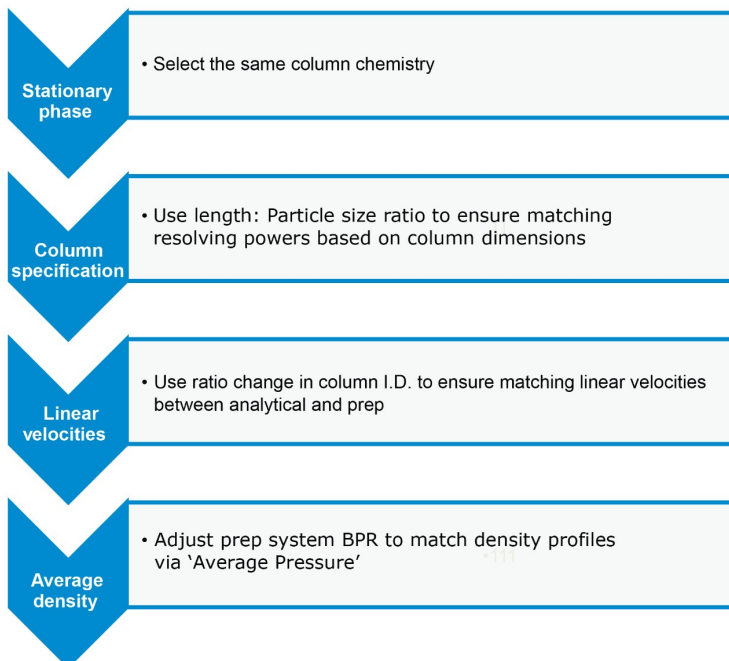 Stationary
phase
• Select the same column chemistry
Column
specification
• Use length: Particle size ratio to ensure matching
resolving powers based on column dimensions
Linear
velocities
• Use ratio change in column I.D. to ensure matching linear velocities
between analytical and prep
Average
density
• Adjust prep system BPR to match density profiles
via ‘Average Pressure’
•111